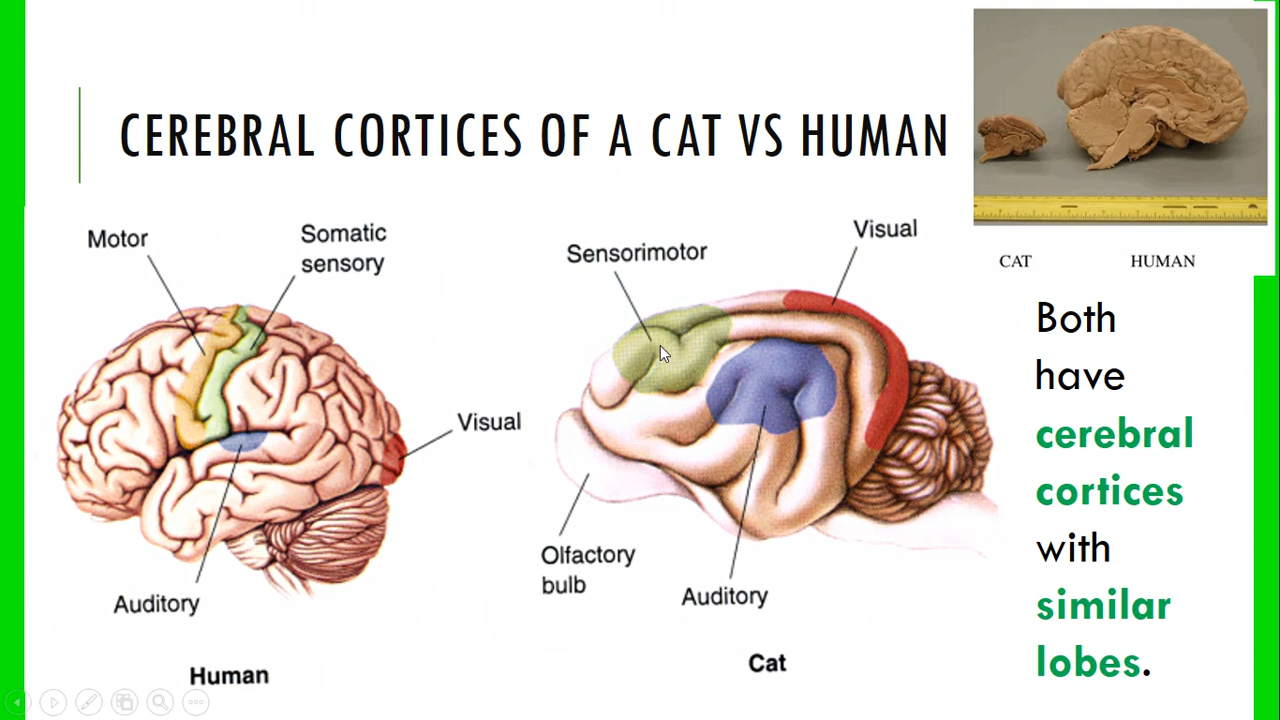 CEREBRAL CORTICES OF A CAT VS HUMAN
CAT HUMAN
Motor
Somatic
sensory
Visual
Auditory
Human
Sensorimotor
Visual
Olfactory
bulb
Auditory
Cat
Both
have
cerebral
cortices
with
similar
lobes.